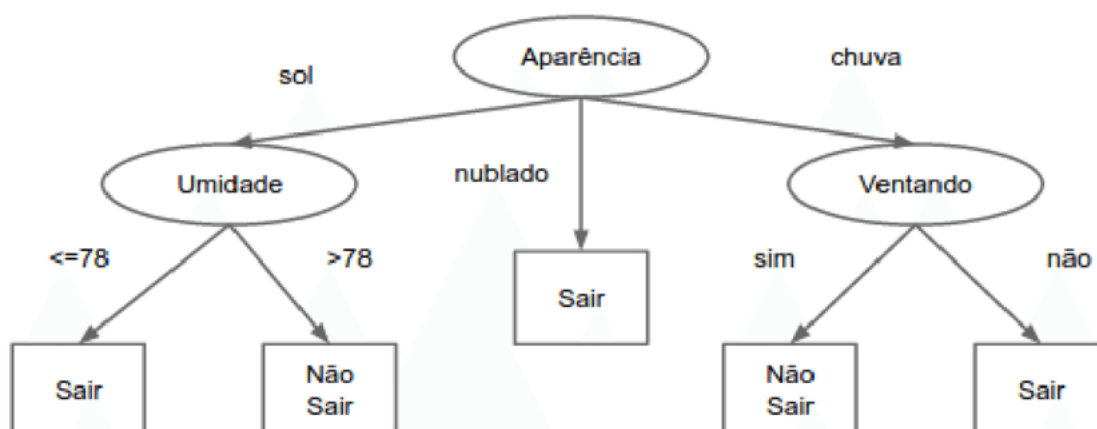 Aparência
sol
chuva
Umidade
nublado
Ventando
<=78
>78
Sair
sim
não
Sair
Não
Sair
Não
Sair
Sair